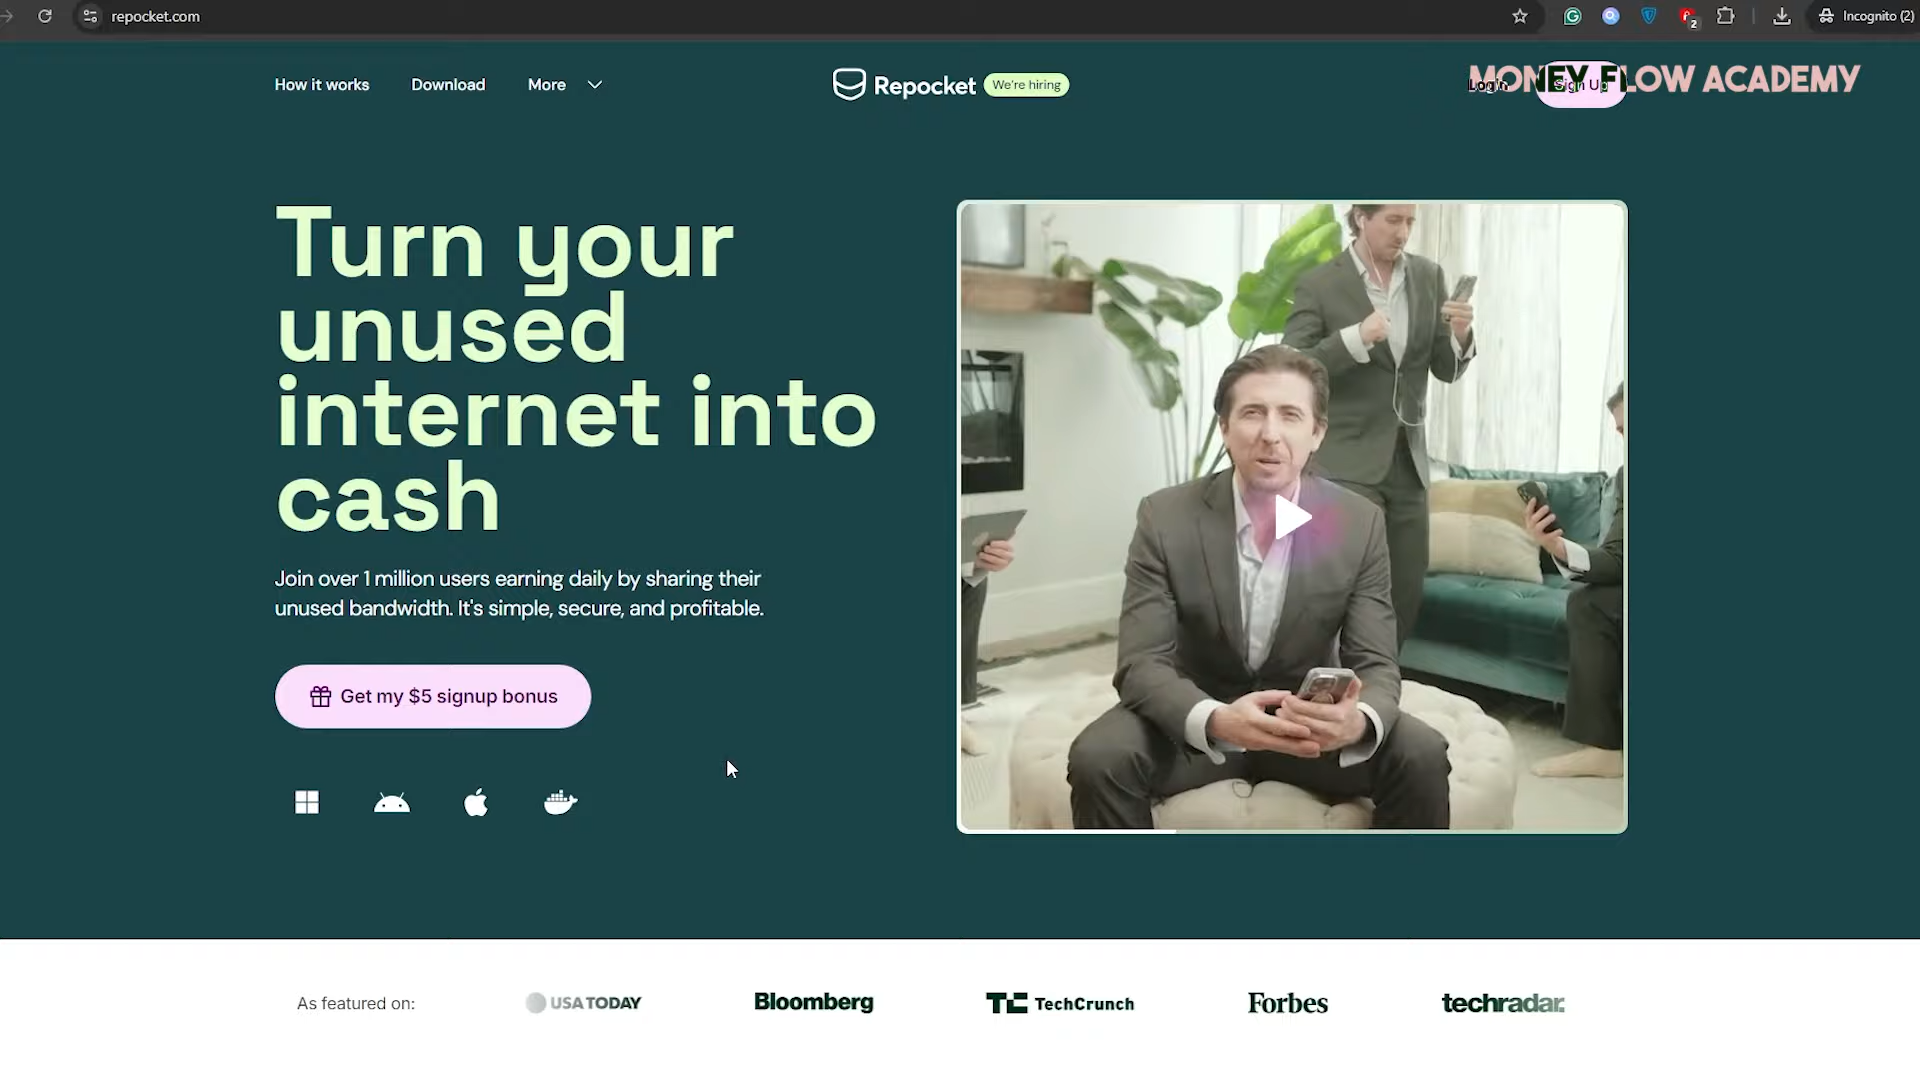 repocket.com
2
Incognito (2)
How it works
Download
More
Repocket
We're hiring
Login
Sign Up
MONEY FLOW ACADEMY
Turn your
unused
internet into
cash
Join over 1 million users earning daily by sharing their
unused bandwidth. It's simple, secure, and profitable.
Get my $5 signup bonus
As featured on:
USA TODAY
Bloomberg
TC TechCrunch
Forbes
techradar.